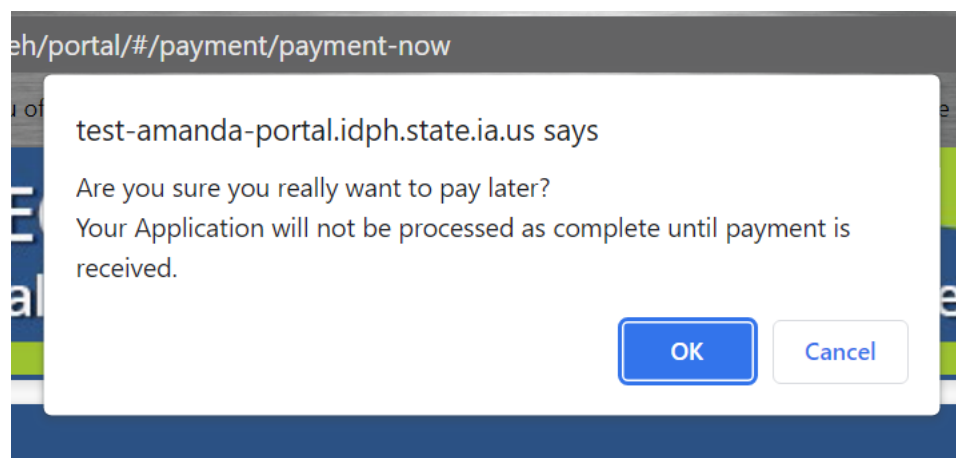 eh/portal/#/payment/payment-now
of
test-amanda-portal.idph.state.ia.us says
Are you sure you really want to pay later?
Your Application will not be processed as complete until payment is
received.
OK
Cancel